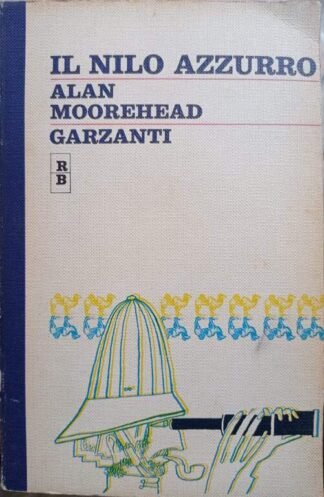 IL NILO AZZURRO
ALAN
MOOREHEAD
GARZANTI
R
B